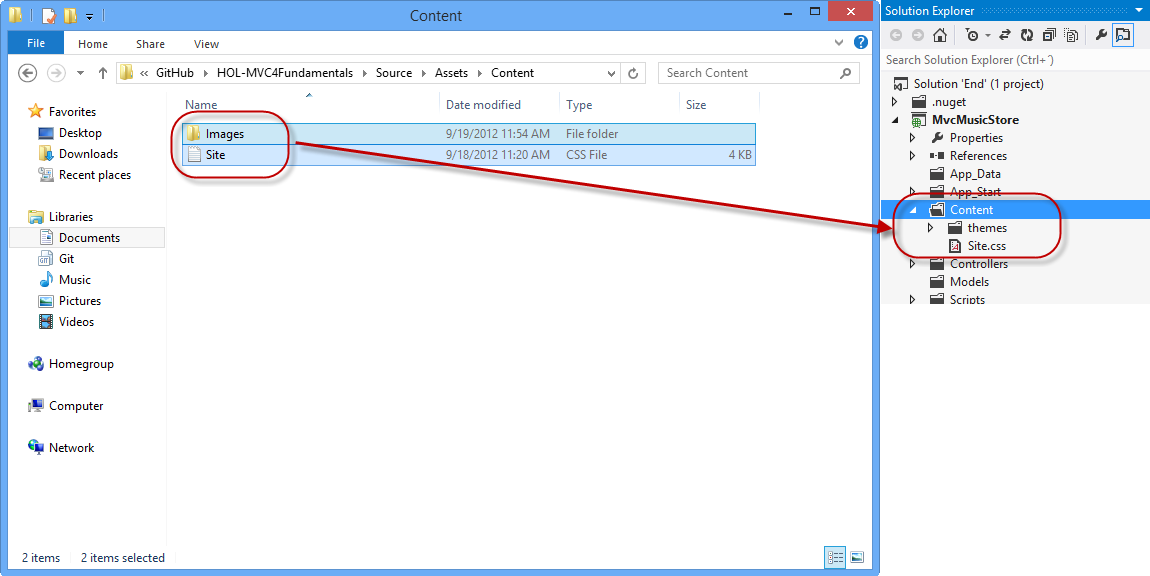 Content
File Home Share View
« GitHub HOL-MVC4Fundamentals Source Assets Content
Search Content
Favorites
Desktop
Downloads
Recent places
Libraries
Documents
Git
Music
Pictures
Videos
Homegroup
Computer
Network
Name Date modified Type Size
Images 9/19/2012 11:54 AM File folder
Site 9/18/2012 11:20 AM CSS File 4 KB
2 items 2 items selected
Solution Explorer
Search Solution Explorer (Ctrl+´)
Solution 'End' (1 project)
.nuget
MvcMusicStore
Properties
References
App_Data
App_Start
Content
themes
Site.css
Controllers
Models
Scripts